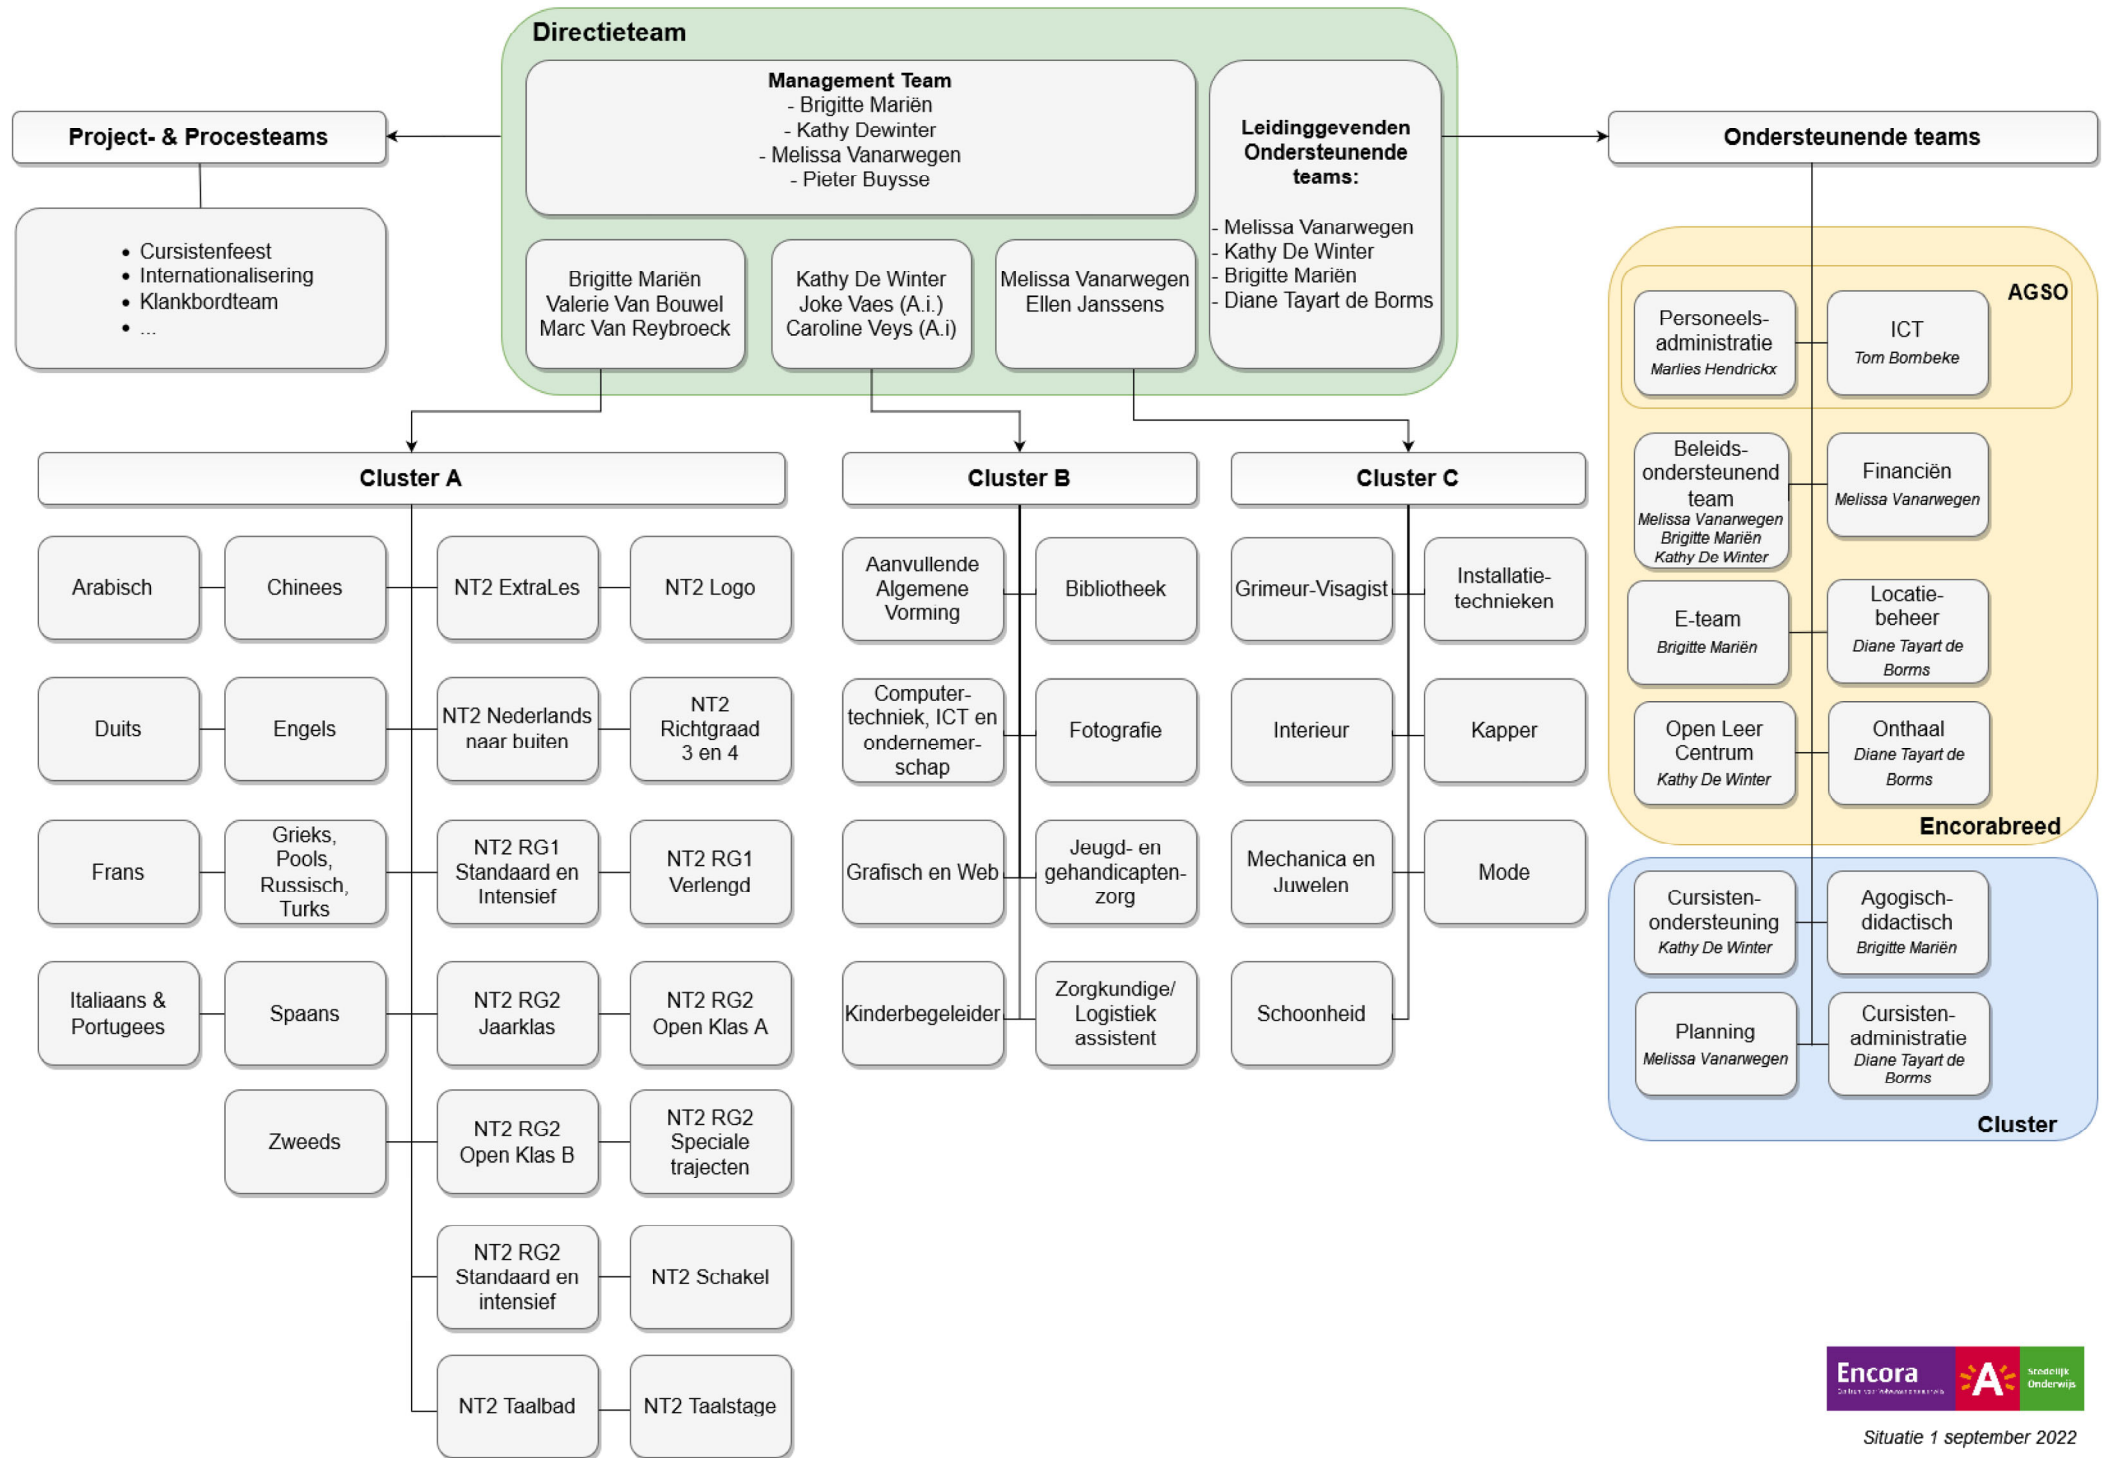 Directieteam
Management Team
- Brigitte Mariën
- Kathy Dewinter
- Melissa Vanarwegen
- Pieter Buysse
Leidinggevenden
Ondersteunende
teams:
- Melissa Vanarwegen
- Kathy De Winter
- Brigitte Mariën
- Diane Tayart de Borms
Brigitte Mariën
Valerie Van Bouwel
Marc Van Reybroeck
Kathy De Winter
Joke Vaes (A.i.)
Caroline Veys (A.i)
Melissa Vanarwegen
Ellen Janssens
Project- & Procesteams
• Cursistenfeest
• Internationalisering
• Klankbordteam
• ...
Cluster A
Arabisch
Chinees
NT2 ExtraLes
NT2 Logo
Duits
Engels
NT2 Nederlands
naar buiten
NT2
Richtgraad
3 en 4
Frans
Grieks,
Pools,
Russisch,
Turks
NT2 RG1
Standaard en
Intensief
NT2 RG1
Verlengd
Italiaans &
Portugees
Spaans
NT2 RG2
Jaarklas
NT2 RG2
Open Klas A
Zweeds
NT2 RG2
Open Klas B
NT2 RG2
Speciale
trajecten
NT2 RG2
Standaard en
intensief
NT2 Schakel
NT2 Taalbad
NT2 Taalstage
Cluster B
Aanvullende
Algemene
Vorming
Bibliotheek
Computer-
techniek, ICT en
ondernemer-
schap
Fotografie
Grafisch en Web
Jeugd- en
gehandicapten-
zorg
Kinderbegeleider
Zorgkundige/
Logistiek
assistent
Cluster C
Grimeur-Visagist
Installatie-
technieken
Interieur
Kapper
Mechanica en
Juwelen
Mode
Schoonheid
Ondersteunende teams
AGSO
Personeels-
administratie
Marlies Hendrickx
ICT
Tom Bombeke
Beleids-
ondersteunend
team
Melissa Vanarwegen
Brigitte Mariën
Kathy De Winter
Financiën
Melissa Vanarwegen
E-team
Brigitte Mariën
Locatie-
beheer
Diane Tayart de
Borms
Open Leer
Centrum
Kathy De Winter
Onthaal
Diane Tayart de
Borms
Encorabreed
Cursisten-
ondersteuning
Kathy De Winter
Agogisch-
didactisch
Brigitte Mariën
Planning
Melissa Vanarwegen
Cursisten-
administratie
Diane Tayart de
Borms
Cluster
Encora
Centrum voor Volwassenenonderwijs
A
Stedelijk
Onderwijs
Situatie 1 september 2022